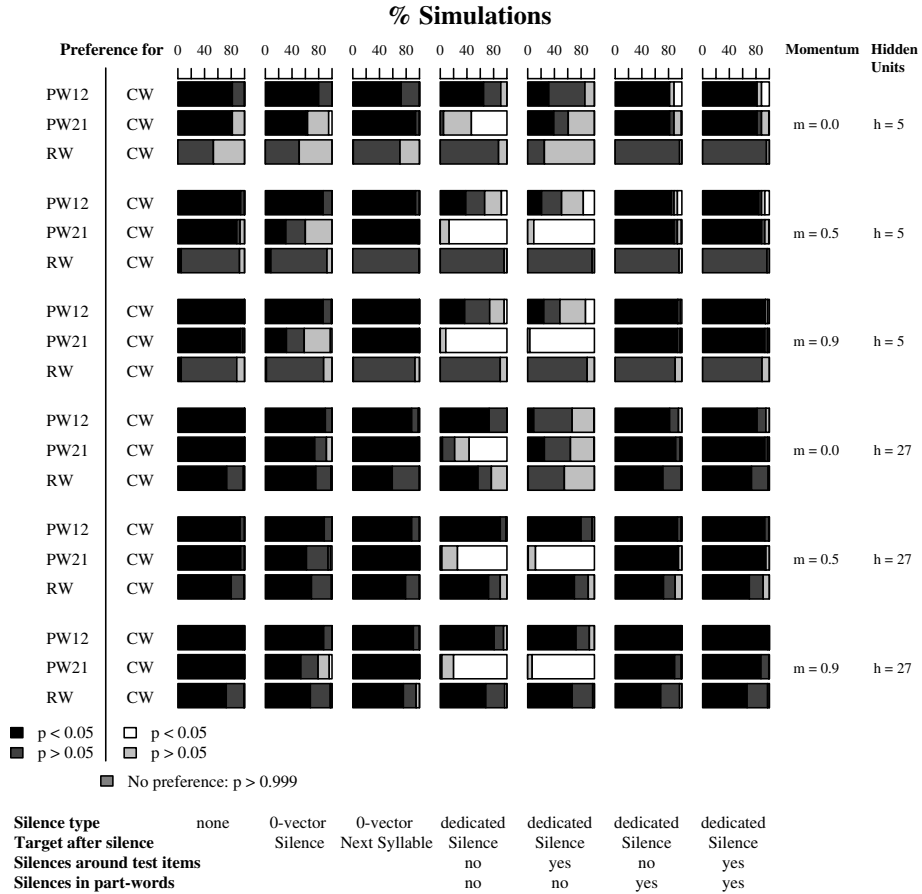 % Simulations
Preference for 0 40 80 0 40 80 0 40 80 0 40 80 0 40 80 0 40 80 0 40 80 Momentum Hidden Units
PW12 CW
PW21 CW m = 0.0 h = 5
RW CW
PW12 CW
PW21 CW m = 0.5 h = 5
RW CW
PW12 CW
PW21 CW m = 0.9 h = 5
RW CW
PW12 CW
PW21 CW m = 0.0 h = 27
RW CW
PW12 CW
PW21 CW m = 0.5 h = 27
RW CW
PW12 CW
PW21 CW m = 0.9 h = 27
RW CW
p < 0.05 p < 0.05
p > 0.05 p > 0.05
No preference: p > 0.999
Silence type none 0-vector 0-vector dedicated dedicated dedicated dedicated
Target after silence Silence Next Syllable Silence Silence Silence Silence
Silences around test items no yes no yes
Silences in part-words no no yes yes